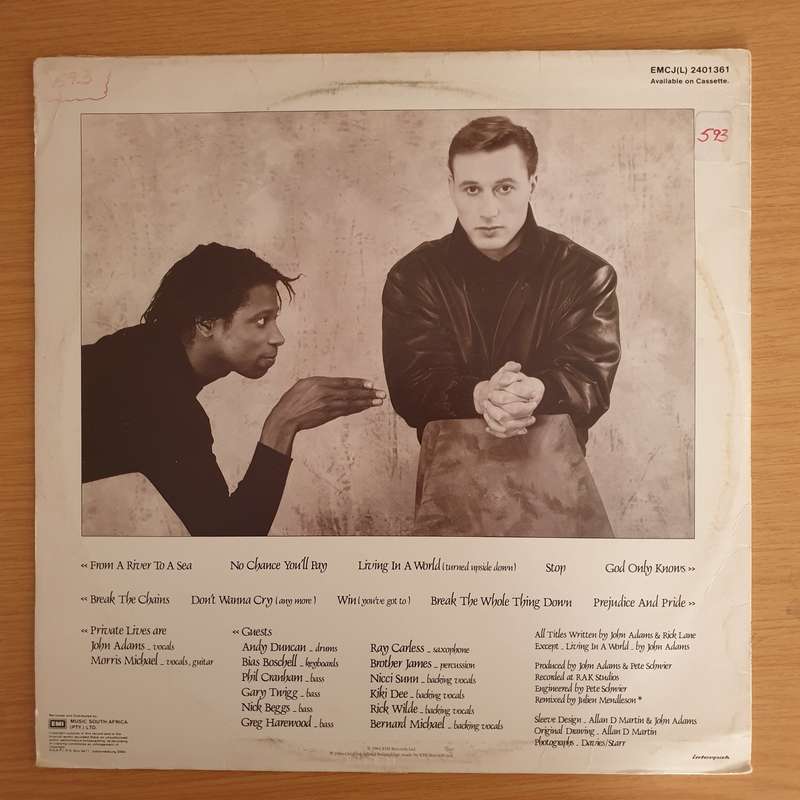 593
EMCJ(L) 2401361
Available on Cassette.
593
« From A River To A Sea No Chance You'll Pay Living In A World (turned upside down) Stop God Only Knows »
« Break The Chains Don't Wanna Cry (any more) Win (you've got to) Break The Whole Thing Down Prejudice And Pride »
« Private Lives are
John Adams _ vocals
Morris Michael _ vocals, guitar
« Guests
Andy Duncan _ drums
Bias Boschell _ keyboards
Phil Cranham _ bass
Gary Twigg _ bass
Nick Beggs _ bass
Greg Harewood _ bass
Ray Carless _ saxophone
Brother James _ percussion
Nicci Sunn _ backing vocals
Kiki Dee _ backing vocals
Rick Wilde _ backing vocals
Bernard Michael _ backing vocals
All Titles Written by John Adams & Rick Lane
Except _ Living In A World _ by John Adams
Produced by John Adams & Pete Schwier
Recorded at RAK Studios
Engineered by Pete Schwier
Remixed by Julien Mendleson *
Sleeve Design _ Allan D Martin & John Adams
Original Drawing _ Allan D Martin
Photographs _ Davies/Starr
EMI
MUSIC SOUTH AFRICA
(PTY.) LTD.
interpak